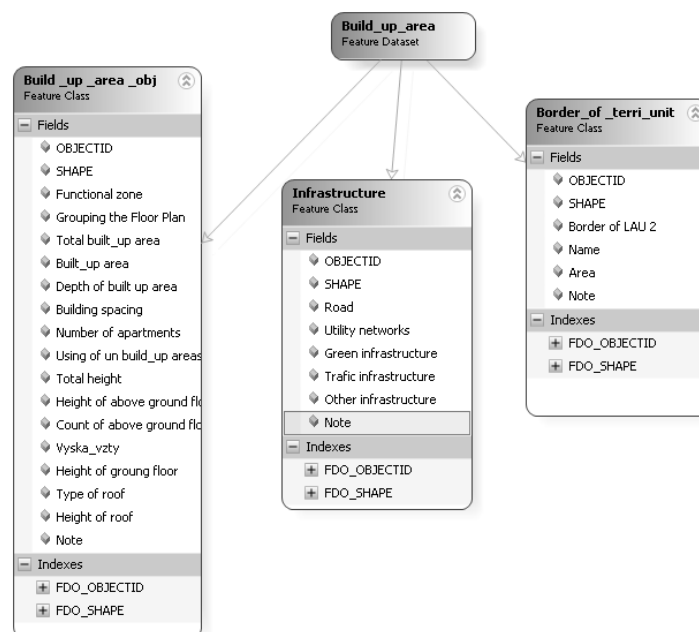 Build_up_area
Feature Dataset
Build _up _area _obj
Feature Class
Fields
OBJECTID
SHAPE
Functional zone
Grouping the Floor Plan
Total built_up area
Built_up area
Depth of built up area
Building spacing
Number of apartments
Using of un build_up areas
Total height
Height of above ground flo
Count of above ground flo
Vyska_vzty
Height of groung floor
Type of roof
Height of roof
Note
Indexes
FDO_OBJECTID
FDO_SHAPE
Infrastructure
Feature Class
Fields
OBJECTID
SHAPE
Road
Utility networks
Green infrastructure
Trafic infrastructure
Other infrastructure
Note
Indexes
FDO_OBJECTID
FDO_SHAPE
Border_of _terri_unit
Feature Class
Fields
OBJECTID
SHAPE
Border of LAU 2
Name
Area
Note
Indexes
FDO_OBJECTID
FDO_SHAPE